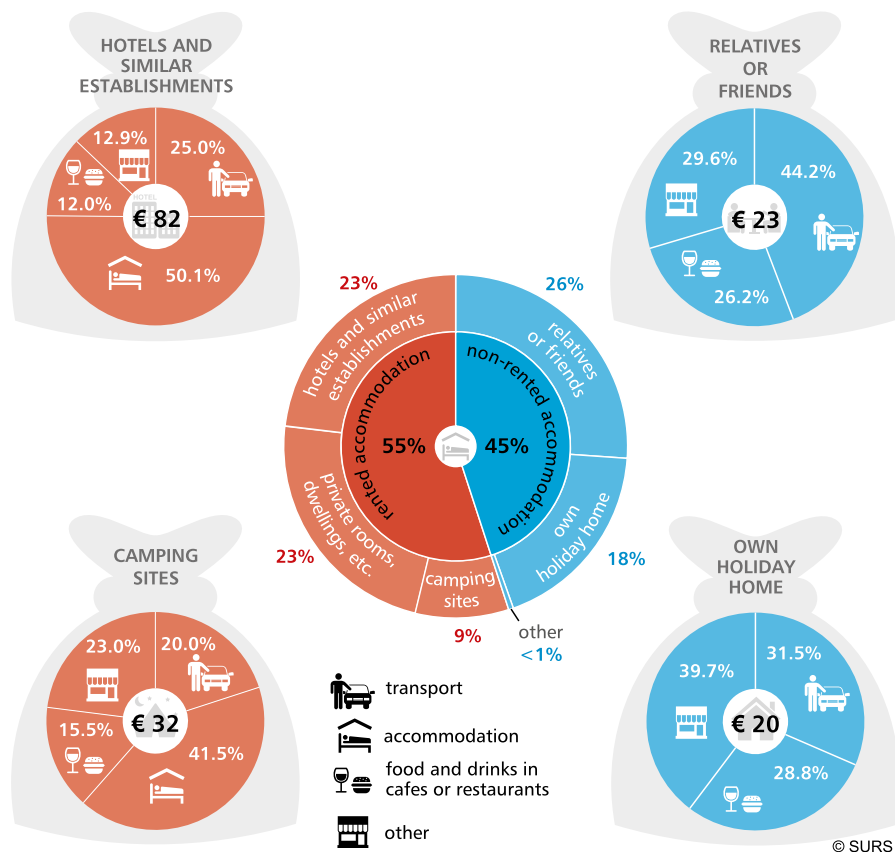 HOTELS AND
SIMILAR
ESTABLISHMENTS
12.9%
25.0%
12.0%
HOTEL
€ 82
50.1%
RELATIVES
OR
FRIENDS
29.6%
44.2%
€ 23
26.2%
23%
26%
hotels and similar
establishments
relatives
or friends
rented accommodation
non-rented accommodation
55%
45%
private rooms,
dwellings, etc.
own
holiday home
23%
18%
camping
sites
9%
other
<1%
CAMPING
SITES
23.0%
20.0%
€ 32
15.5%
41.5%
OWN
HOLIDAY
HOME
39.7%
31.5%
€ 20
28.8%
transport
accommodation
food and drinks in
cafes or restaurants
other
© SURS